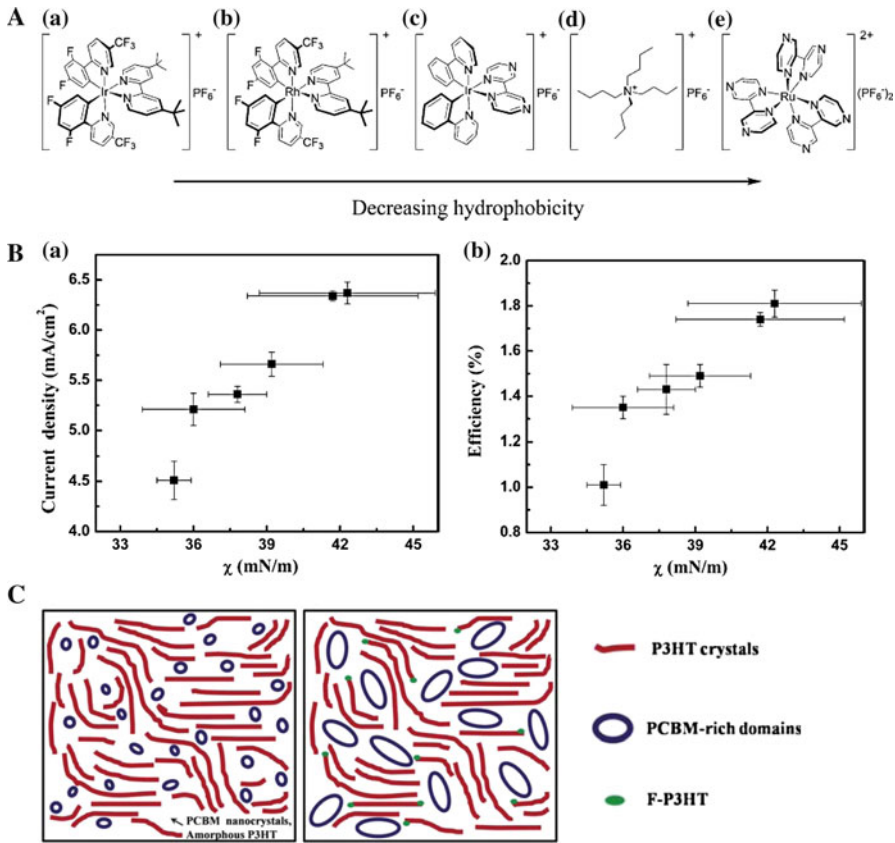 A (a) (b) (c) (d) (e)
F CF3 N Ir N F F N F CF3 + PF6-
F CF3 N Rh N F F N F CF3 + PF6-
N Ir N N N N N + PF6-
N+ + PF6-
N N N N N N Ru N N N N N N 2+ (PF6-)2
Decreasing hydrophobicity
B (a) (b)
Current density (mA/cm2)
6.5
6.0
5.5
5.0
4.5
4.0
33 36 39 42 45
χ (mN/m)
Efficiency (%)
2.0
1.8
1.6
1.4
1.2
1.0
0.8
33 36 39 42 45
χ (mN/m)
C
PCBM nanocrystals,
Amorphous P3HT
P3HT crystals
PCBM-rich domains
F-P3HT